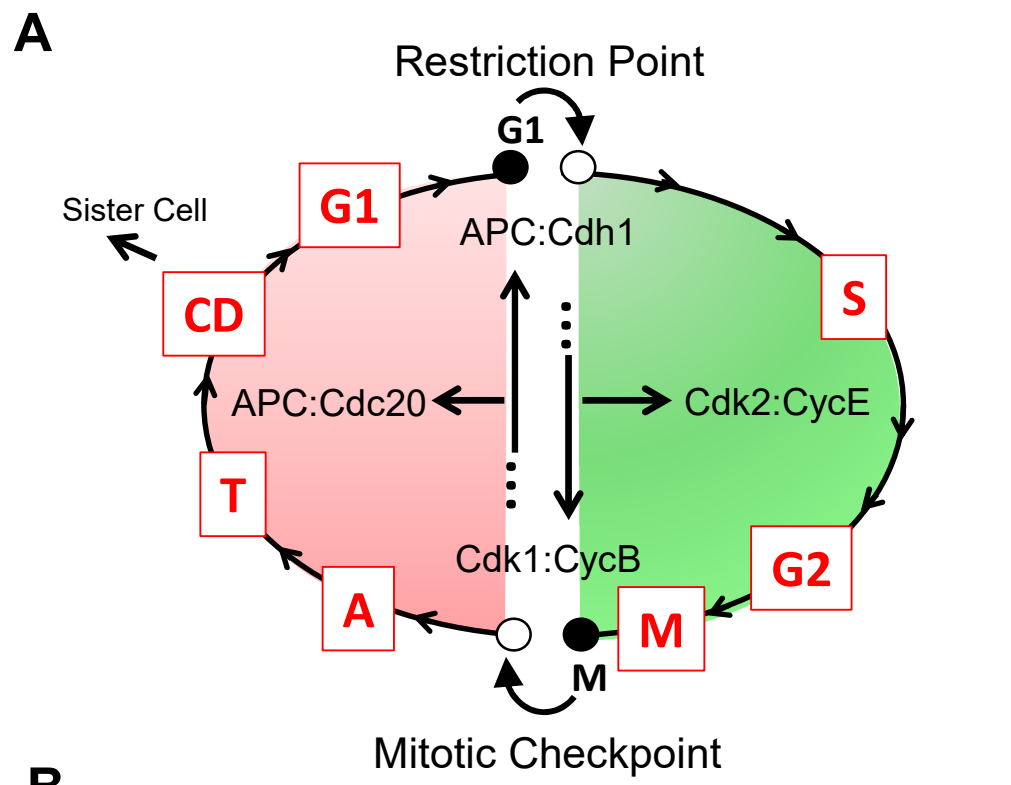 A
Restriction Point
G1
G1
Sister Cell
APC:Cdh1
CD
S
APC:Cdc20
Cdk2:CycE
T
Cdk1:CycB
G2
A
M
M
Mitotic Checkpoint
B